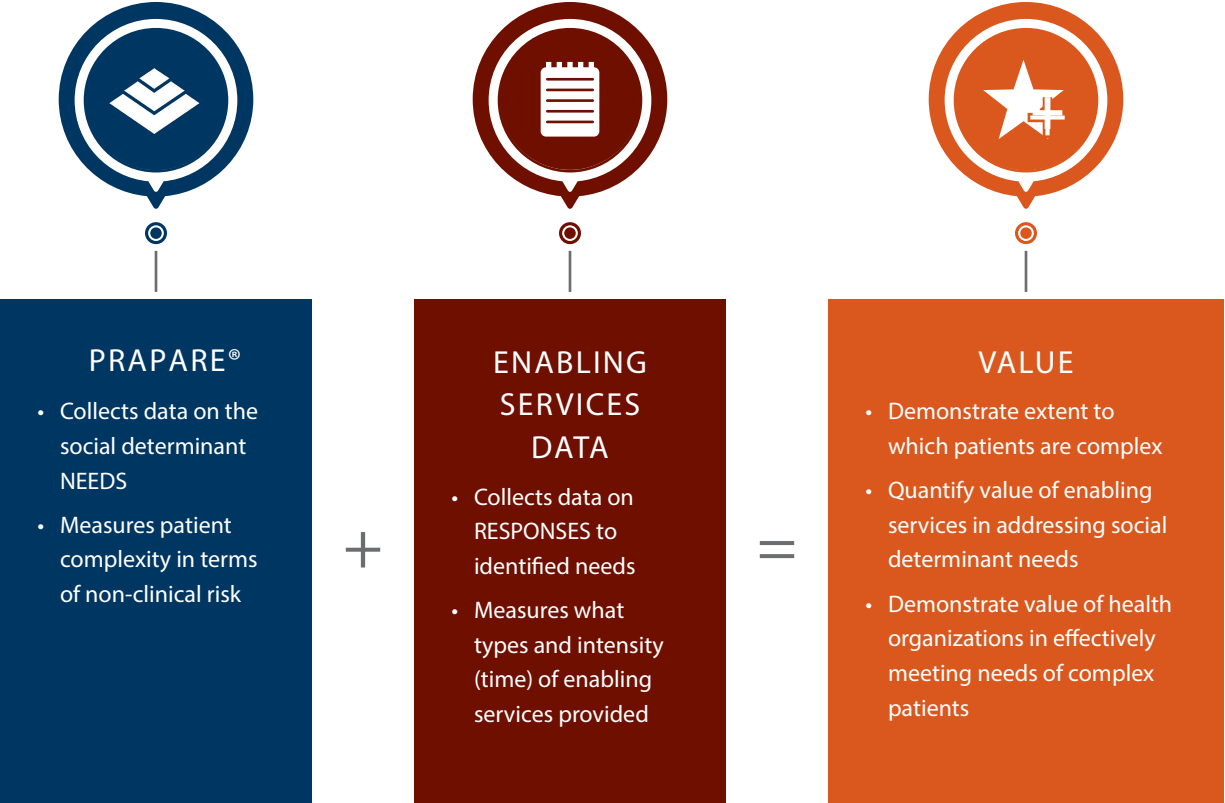 PRAPARE®
• Collects data on the
social determinant
NEEDS
• Measures patient
complexity in terms
of non-clinical risk
+
ENABLING
SERVICES
DATA
• Collects data on
RESPONSES to
identified needs
• Measures what
types and intensity
(time) of enabling
services provided
=
VALUE
• Demonstrate extent to
which patients are complex
• Quantify value of enabling
services in addressing social
determinant needs
• Demonstrate value of health
organizations in effectively
meeting needs of complex
patients